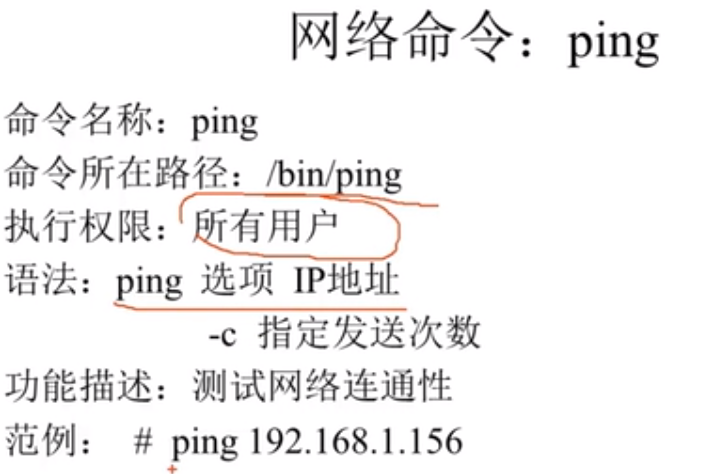 网络命令：ping
命令名称：ping
命令所在路径：/bin/ping
执行权限：所有用户
语法：ping 选项 IP地址
-c 指定发送次数
功能描述：测试网络连通性
范例： # ping 192.168.1.156